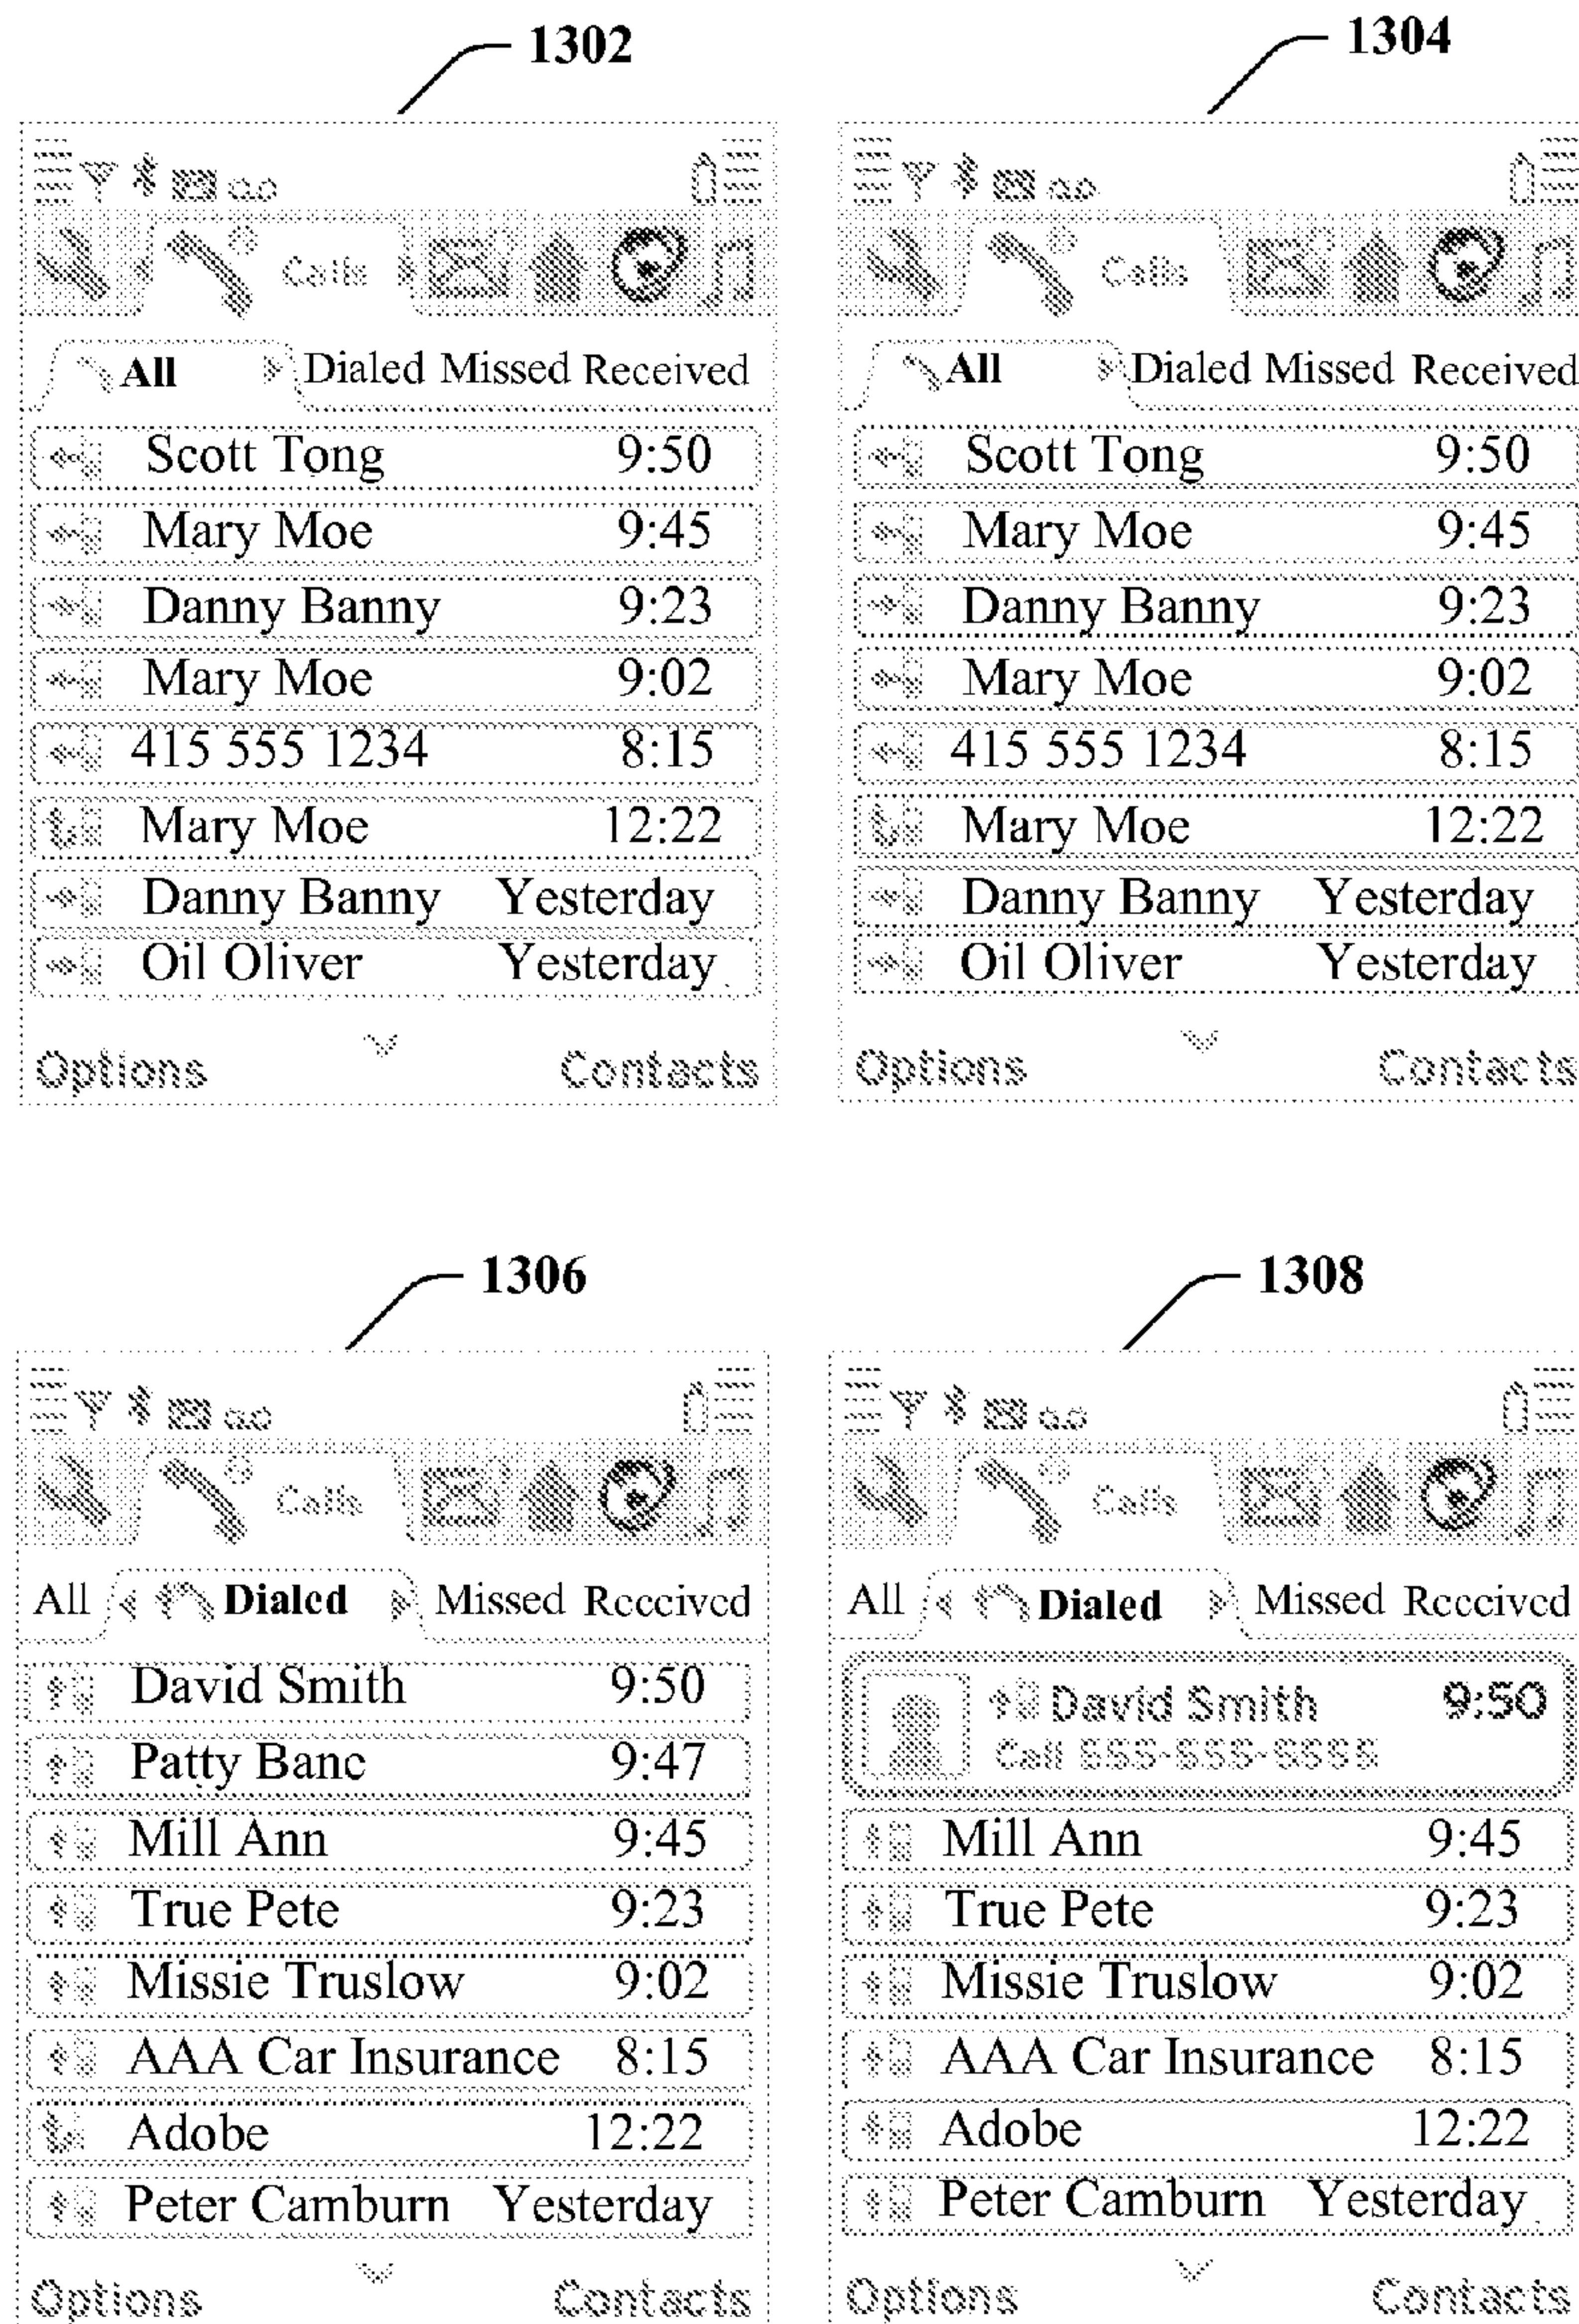 1302
Calls
All Dialed Missed Received
Scott Tong 9:50
Mary Moe 9:45
Danny Banny 9:23
Mary Moe 9:02
415 555 1234 8:15
Mary Moe 12:22
Danny Banny Yesterday
Oil Oliver Yesterday
Options Contacts
1304
Calls
All Dialed Missed Received
Scott Tong 9:50
Mary Moe 9:45
Danny Banny 9:23
Mary Moe 9:02
415 555 1234 8:15
Mary Moe 12:22
Danny Banny Yesterday
Oil Oliver Yesterday
Options Contacts
1306
Calls
All Dialed Missed Received
David Smith 9:50
Patty Bane 9:47
Mill Ann 9:45
True Pete 9:23
Missie Truslow 9:02
AAA Car Insurance 8:15
Adobe 12:22
Peter Camburn Yesterday
Options Contacts
1308
Calls
All Dialed Missed Received
David Smith 9:50
Call 555-555-5555
Mill Ann 9:45
True Pete 9:23
Missie Truslow 9:02
AAA Car Insurance 8:15
Adobe 12:22
Peter Camburn Yesterday
Options Contacts